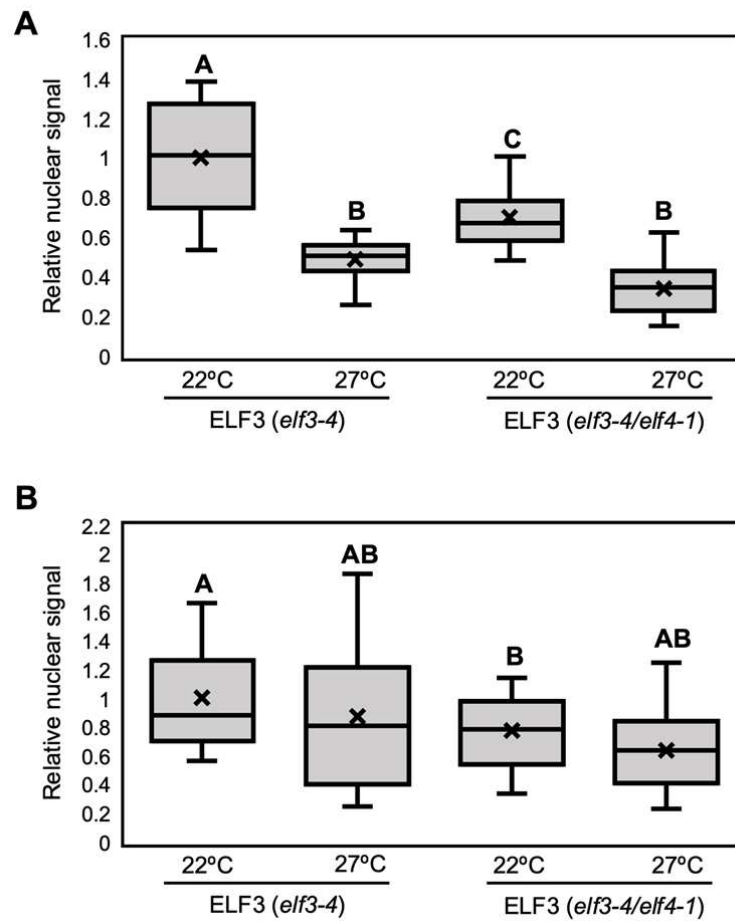 A
1.6
1.4
1.2
1
0.8
0.6
0.4
0.2
0
Relative nuclear signal
A
B
C
B
22ºC 27ºC 22ºC 27ºC
ELF3 (elf3-4) ELF3 (elf3-4/elf4-1)
B
2.2
2
1.8
1.6
1.4
1.2
1
0.8
0.6
0.4
0.2
0
Relative nuclear signal
A
AB
B
AB
22ºC 27ºC 22ºC 27ºC
ELF3 (elf3-4) ELF3 (elf3-4/elf4-1)